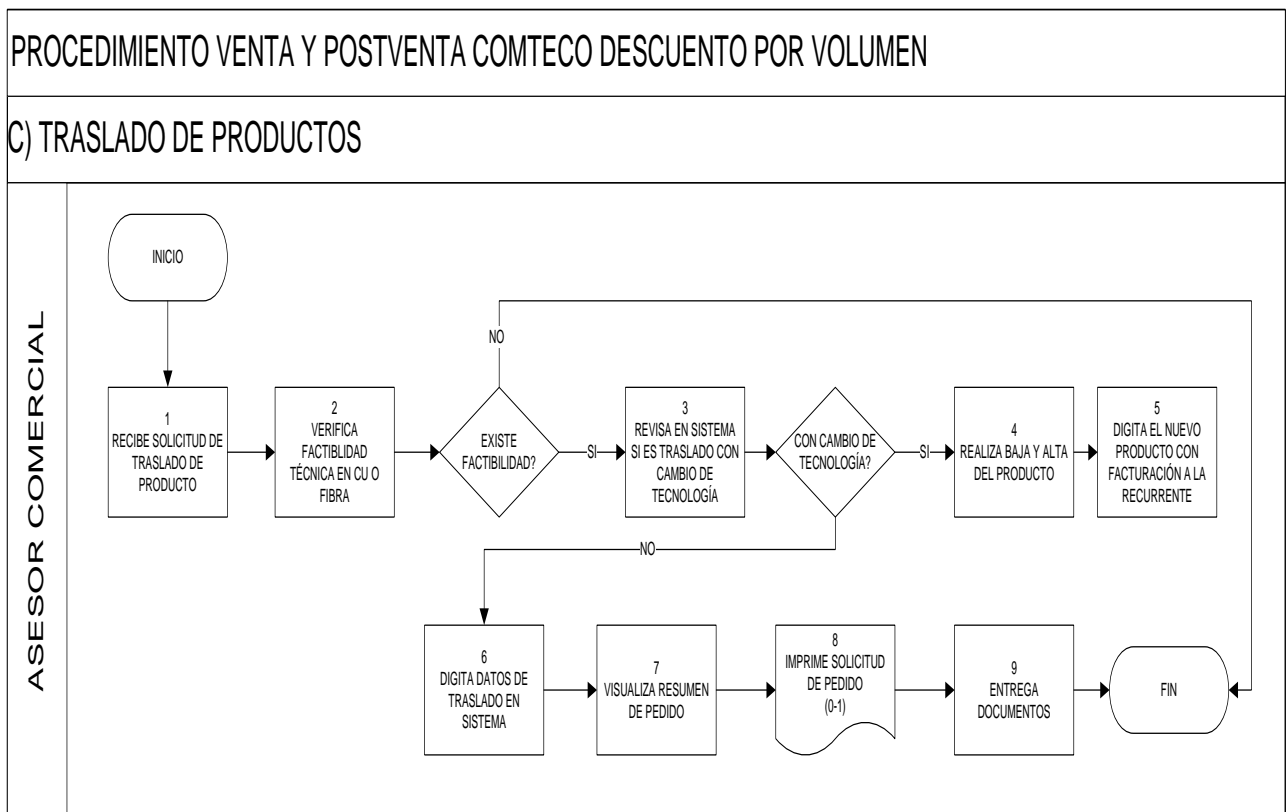 PROCEDIMIENTO VENTA Y POSTVENTA COMTECO DESCUENTO POR VOLUMEN
C) TRASLADO DE PRODUCTOS
ASESOR COMERCIAL
INICIO
1
RECIBE SOLICITUD DE
TRASLADO DE
PRODUCTO
2
VERIFICA
FACTIBLIDAD
TÉCNICA EN CU O
FIBRA
EXISTE
FACTIBILIDAD?
NO
SI
3
REVISA EN SISTEMA
SI ES TRASLADO CON
CAMBIO DE
TECNOLOGÍA
CON CAMBIO DE
TECNOLOGÍA?
SI
4
REALIZA BAJA Y ALTA
DEL PRODUCTO
5
DIGITA EL NUEVO
PRODUCTO CON
FACTURACIÓN A LA
RECURRENTE
NO
6
DIGITA DATOS DE
TRASLADO EN
SISTEMA
7
VISUALIZA RESUMEN
DE PEDIDO
8
IMPRIME SOLICITUD
DE PEDIDO
(0-1)
9
ENTREGA
DOCUMENTOS
FIN